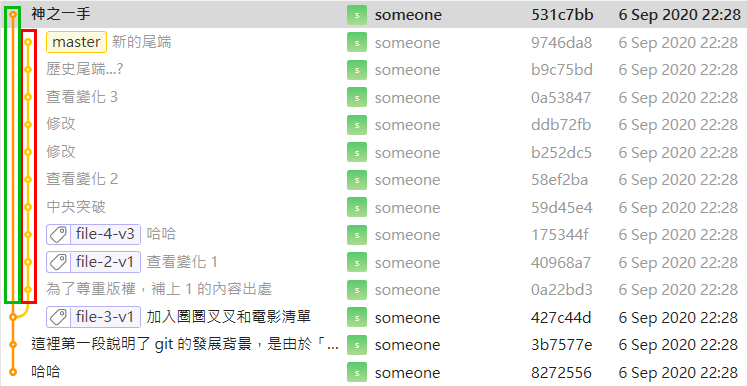 神之一手 s someone 531c7bb 6 Sep 2020 22:28
master 新的尾端 s someone 9746da8 6 Sep 2020 22:28
歷史尾端...? s someone b9c75bd 6 Sep 2020 22:28
查看變化 3 s someone 0a53847 6 Sep 2020 22:28
修改 s someone ddb72fb 6 Sep 2020 22:28
修改 s someone b252dc5 6 Sep 2020 22:28
查看變化 2 s someone 58ef2ba 6 Sep 2020 22:28
中央突破 s someone 59d45e4 6 Sep 2020 22:28
file-4-v3 哈哈 s someone 175344f 6 Sep 2020 22:28
file-2-v1 查看變化 1 s someone 40968a7 6 Sep 2020 22:28
為了尊重版權，補上 1 的內容出處 s someone 0a22bd3 6 Sep 2020 22:28
file-3-v1 加入圈圈叉叉和電影清單 s someone 427c44d 6 Sep 2020 22:28
這裡第一段說明了 git 的發展背景，是由於「... s someone 3b7577e 6 Sep 2020 22:28
哈哈 s someone 8272556 6 Sep 2020 22:28